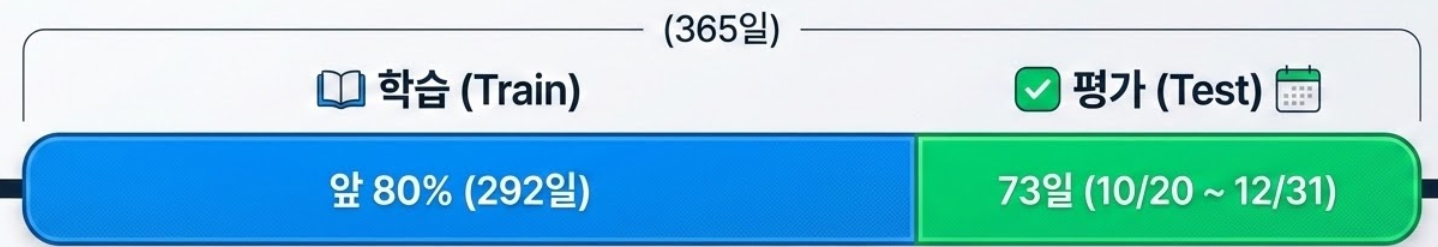 (365일)
학습 (Train)
평가 (Test)
앞 80% (292일)
73일 (10/20 ~ 12/31)